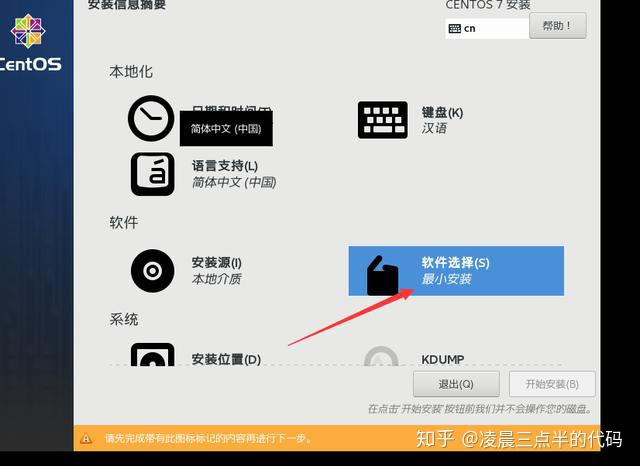 安装信息摘要
CENTOS 7 安装
cn
帮助！
CentOS
本地化
日期和时间(T)
简体中文 (中国)
键盘(K)
汉语
语言支持(L)
简体中文 (中国)
软件
安装源(I)
本地介质
软件选择(S)
最小安装
系统
安装位置(D)
KDUMP
退出(Q)
开始安装(B)
在点击'开始安装'按钮前我们并不会操作您的磁盘。
请先完成带有此图标标记的内容再进行下一步。
知乎 @凌晨三点半的代码